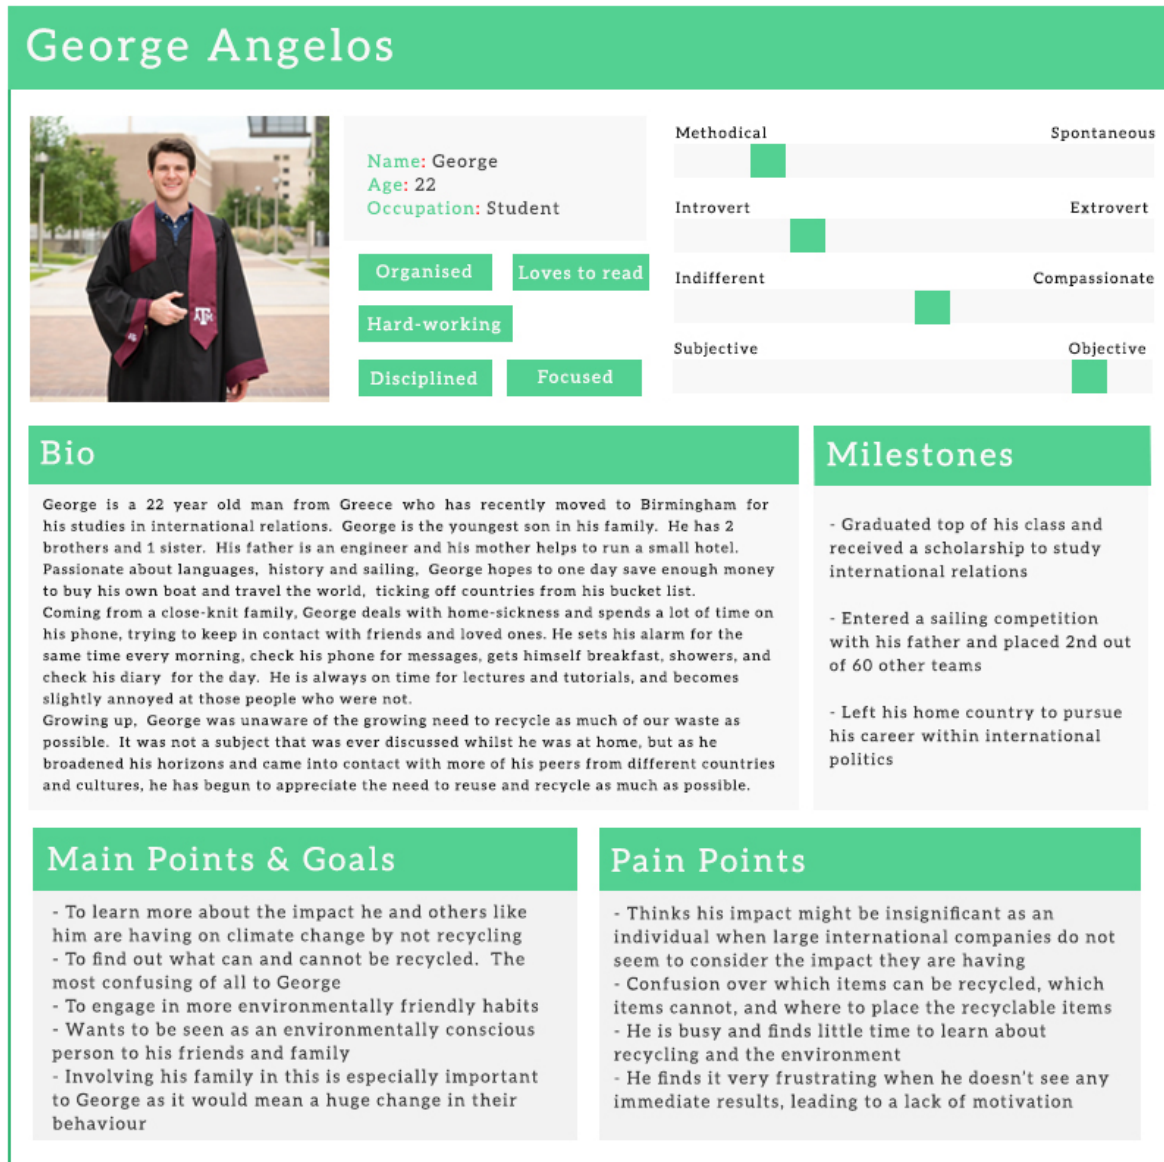 George Angelos
Name: George
Age: 22
Occupation: Student
Organised
Loves to read
Hard-working
Disciplined
Focused
Methodical
Spontaneous
Introvert
Extrovert
Indifferent
Compassionate
Subjective
Objective
ATM
Bio
George is a 22 year old man from Greece who has recently moved to Birmingham for
his studies in international relations. George is the youngest son in his family. He has 2
brothers and 1 sister. His father is an engineer and his mother helps to run a small hotel.
Passionate about languages, history and sailing, George hopes to one day save enough money
to buy his own boat and travel the world, ticking off countries from his bucket list.
Coming from a close-knit family, George deals with home-sickness and spends a lot of time on
his phone, trying to keep in contact with friends and loved ones. He sets his alarm for the
same time every morning, check his phone for messages, gets himself breakfast, showers, and
check his diary for the day. He is always on time for lectures and tutorials, and becomes
slightly annoyed at those people who were not.
Growing up, George was unaware of the growing need to recycle as much of our waste as
possible. It was not a subject that was ever discussed whilst he was at home, but as he
broadened his horizons and came into contact with more of his peers from different countries
and cultures, he has begun to appreciate the need to reuse and recycle as much as possible.
Milestones
- Graduated top of his class and
received a scholarship to study
international relations
- Entered a sailing competition
with his father and placed 2nd out
of 60 other teams
- Left his home country to pursue
his career within international
politics
Main Points & Goals
- To learn more about the impact he and others like
him are having on climate change by not recycling
- To find out what can and cannot be recycled. The
most confusing of all to George
- To engage in more environmentally friendly habits
- Wants to be seen as an environmentally conscious
person to his friends and family
- Involving his family in this is especially important
to George as it would mean a huge change in their
behaviour
Pain Points
- Thinks his impact might be insignificant as an
individual when large international companies do not
seem to consider the impact they are having
- Confusion over which items can be recycled, which
items cannot, and where to place the recyclable items
- He is busy and finds little time to learn about
recycling and the environment
- He finds it very frustrating when he doesn't see any
immediate results, leading to a lack of motivation